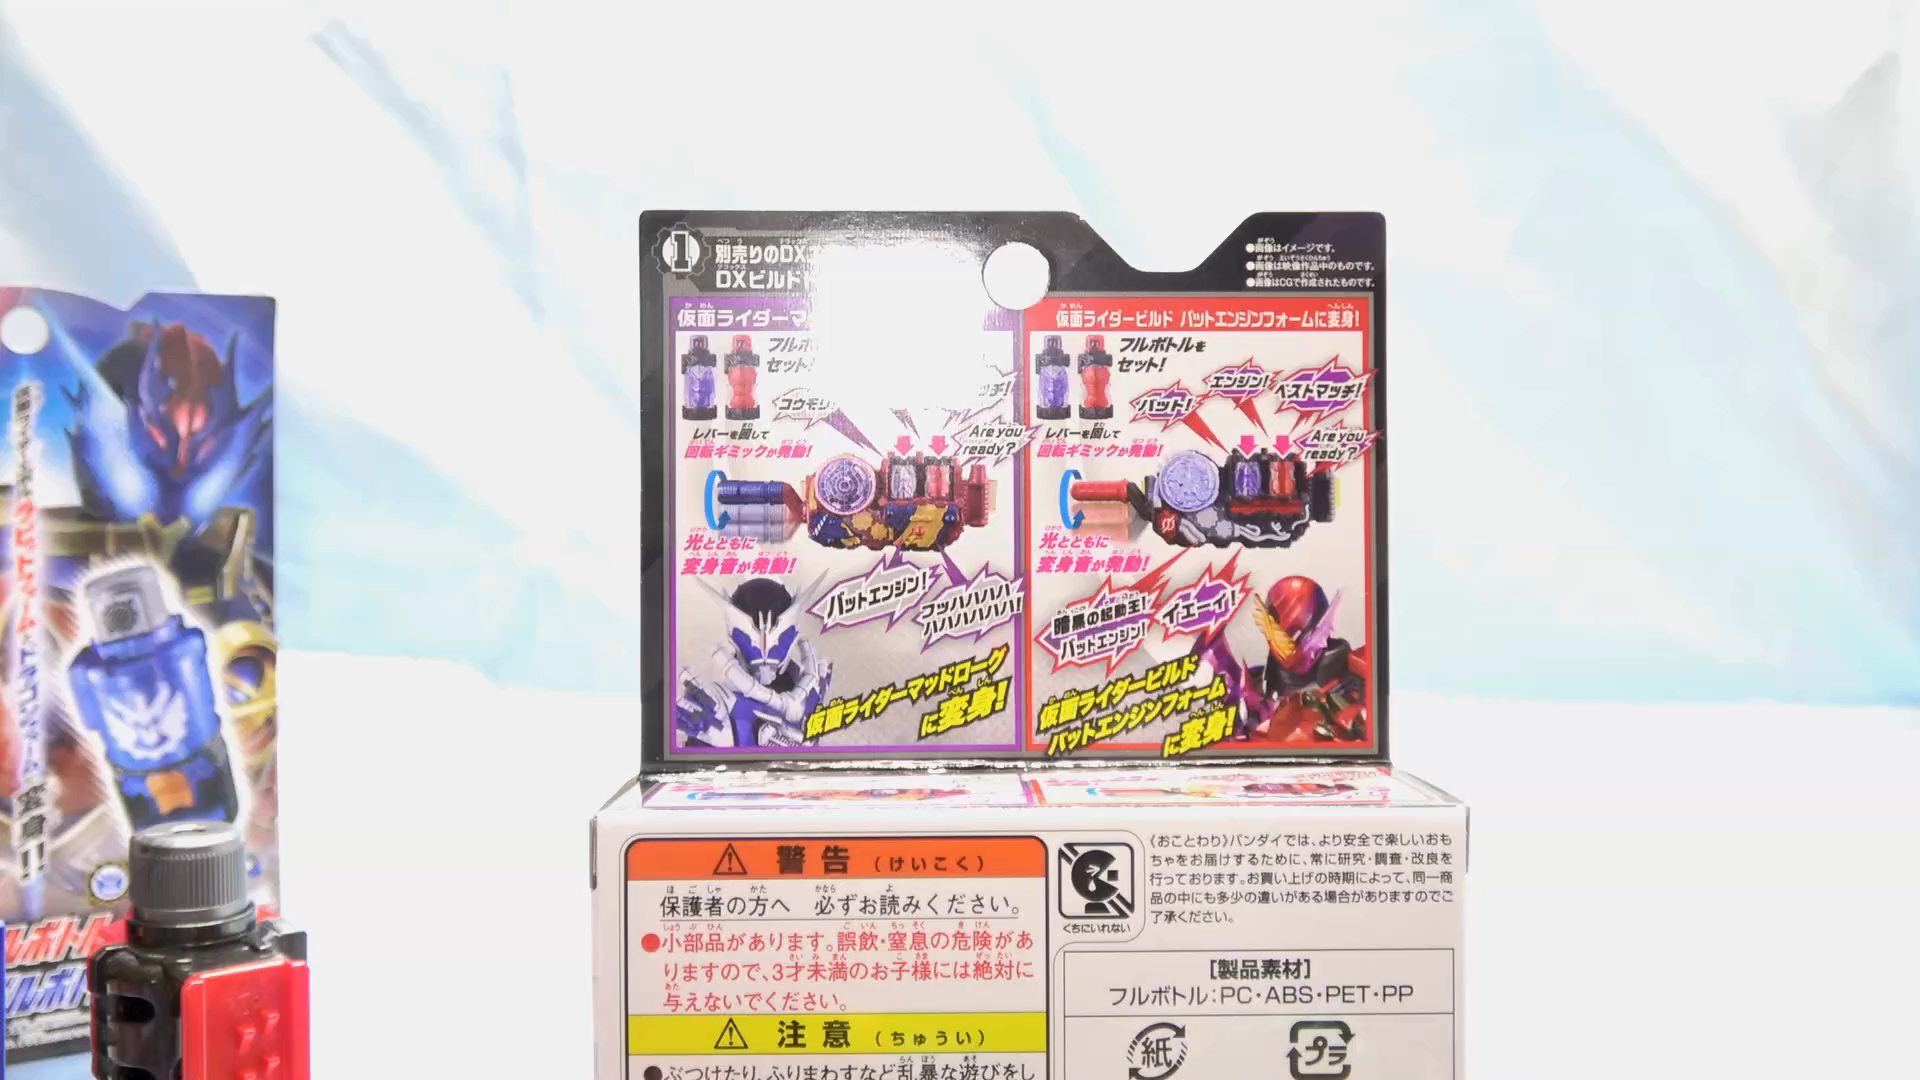 1
別売りのDX
DXビルド
●画像はイメージです。
●画像は映像作品中のものです。
●画像はCGで作成されたものです。
仮面ライダーマ
フルボ
セット!
コウモリ
レバーを回して
回転ギミックが発動!
Are you
ready?
光とともに
変身音が発動!
バットエンジン!
フッハハハハ
ハハハハハハ!
仮面ライダーマッドローグ
に変身!
仮面ライダービルド バットエンジンフォームに変身!
フルボトルを
セット!
バット!
エンジン!
ベストマッチ!
レバーを回して
回転ギミックが発動!
Are you
ready?
光とともに
変身音が発動!
暗黒の起動王!
バットエンジン!
イエーイ!
仮面ライダービルド
バットエンジンフォーム
に変身!
警告(けいこく)
保護者の方へ 必ずお読みください。
●小部品があります。誤飲・窒息の危険があ
りますので、3才未満のお子様には絶対に
与えないでください。
注意(ちゅうい)
●ぶつけたり、ふりまわすなど乱暴な遊びをし
くちにいれない
《おことわり》バンダイでは、より安全で楽しいおも
ちゃをお届けするために、常に研究・調査・改良を
行っております。お買い上げの時期によって、同一商
品の中にも多少の違いがある場合がありますのでご
了承ください。
[製品素材]
フルボトル:PC・ABS・PET・PP
紙
プラ